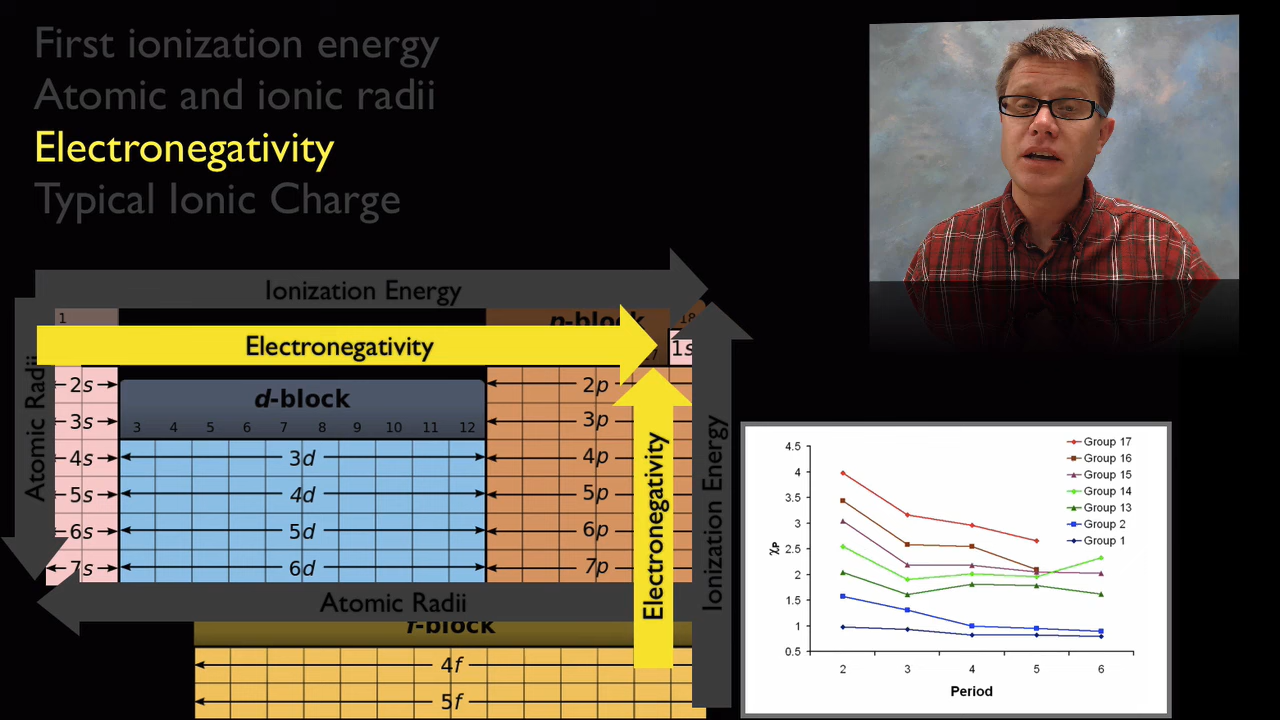 First ionization energy
Atomic and ionic radii
Electronegativity
Typical Ionic Charge
Ionization Energy
1
p-block
18
Electronegativity
1s
Atomic Radii
2s
2p
d-block
3s
3 4 5 6 7 8 9 10 11 12
3p
4s
3d
4p
5s
4d
5p
6s
5d
6p
7s
6d
7p
Electronegativity
Ionization Energy
Atomic Radii
f-block
4f
5f
4.5
4
3.5
3
2.5
2
1.5
1
0.5
χP
2 3 4 5 6
Period
Group 17
Group 16
Group 15
Group 14
Group 13
Group 2
Group 1